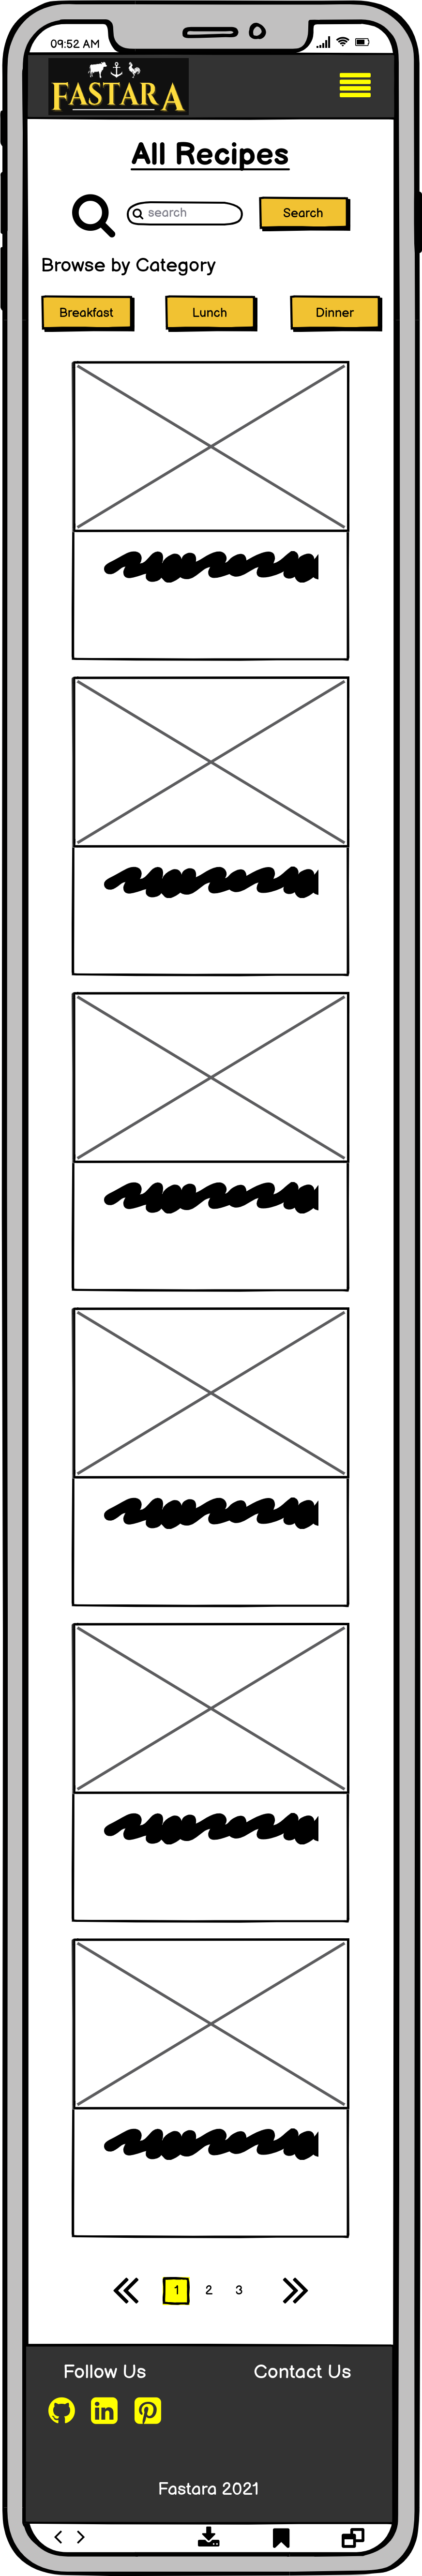 09:52 AM
FASTARA
All Recipes
search
Search
Browse by Category
Breakfast
Lunch
Dinner
1 2 3
Follow Us
Contact Us
in
Fastara 2021